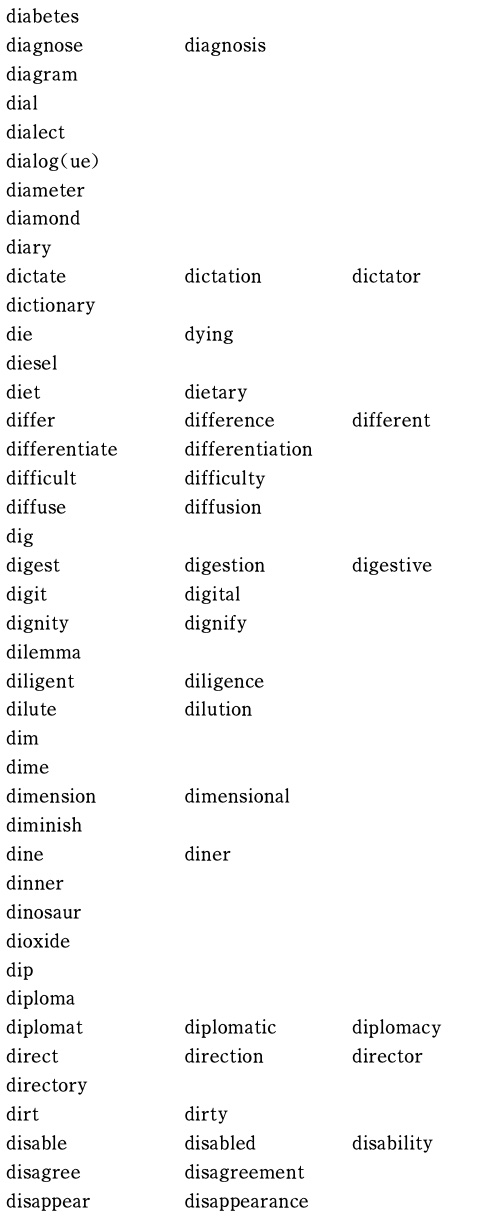 diabetes
diagnose diagnosis
diagram
dial
dialect
dialog(ue)
diameter
diamond
diary
dictate dictation dictator
dictionary
die dying
diesel
diet dietary
differ difference different
differentiate differentiation
difficult difficulty
diffuse diffusion
dig
digest digestion digestive
digit digital
dignity dignify
dilemma
diligent diligence
dilute dilution
dim
dime
dimension dimensional
diminish
dine diner
dinner
dinosaur
dioxide
dip
diploma
diplomat diplomatic diplomacy
direct direction director
directory
dirt dirty
disable disabled disability
disagree disagreement
disappear disappearance